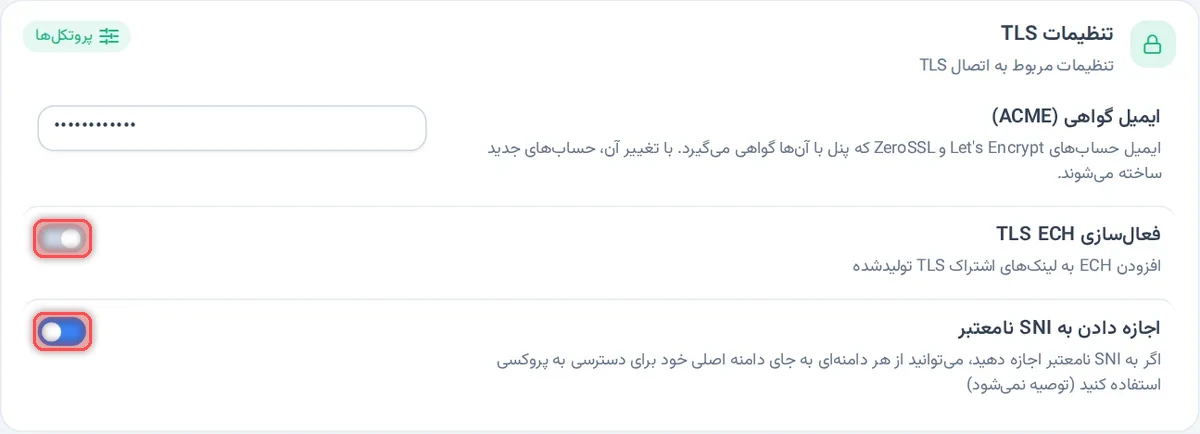 تنظیمات TLS
پروتکل‌ها
تنظیمات مربوط به اتصال TLS
ایمیل گواهی (ACME)
••••••••••••
ایمیل حساب‌های Let's Encrypt و ZeroSSL که پنل با آن‌ها گواهی می‌گیرد. با تغییر آن، حساب‌های جدید
ساخته می‌شوند.
فعال‌سازی TLS ECH
افزودن ECH به لینک‌های اشتراک TLS تولیدشده
اجازه دادن به SNI نامعتبر
اگر به SNI نامعتبر اجازه دهید، می‌توانید از هر دامنه‌ای به جای دامنه اصلی خود برای دسترسی به پروکسی
استفاده کنید (توصیه نمی‌شود)